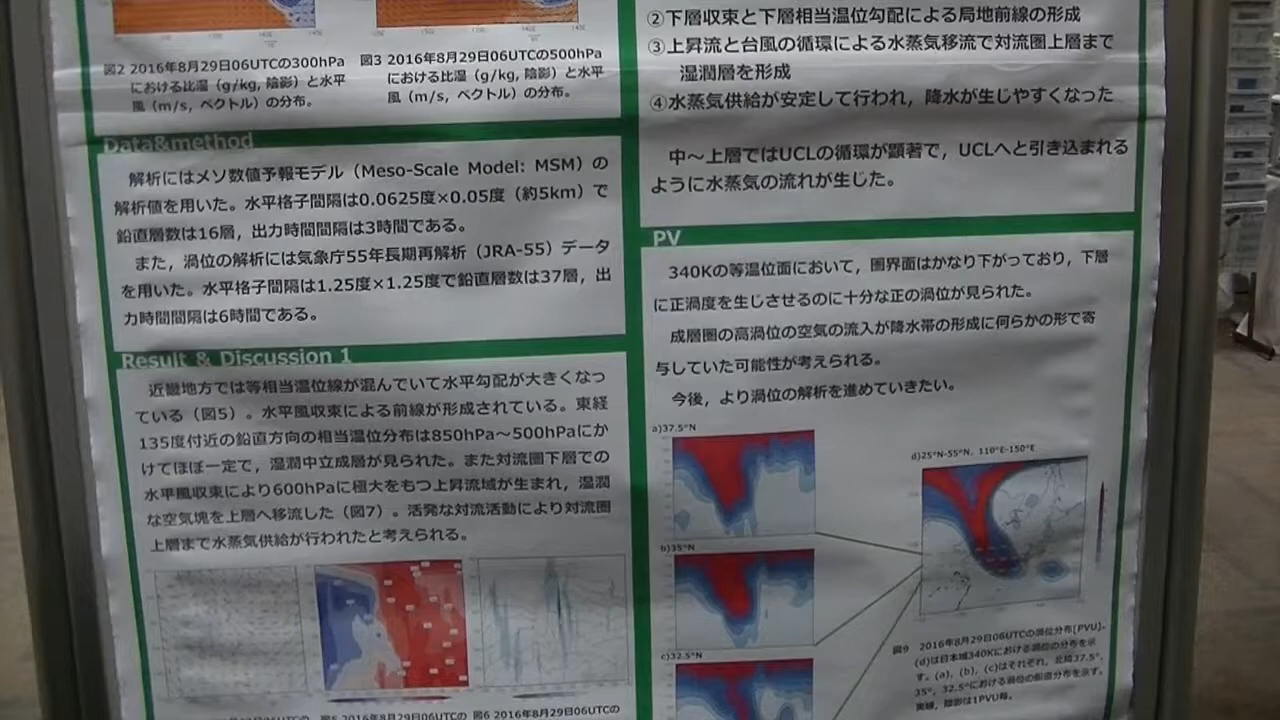 図2 2016年8月29日06UTCの300hPa
における比湿（g/kg, 陰影）と水平
風（m/s，ベクトル）の分布。
図3 2016年8月29日06UTCの500hPa
における比湿（g/kg, 陰影）と水平
風（m/s，ベクトル）の分布。
Data&method
解析にはメソ数値予報モデル（Meso-Scale Model: MSM）の
解析値を用いた。水平格子間隔は0.0625度×0.05度（約5km）で
鉛直層数は16層，出力時間間隔は3時間である。
また，渦位の解析には気象庁55年長期再解析（JRA-55）データ
を用いた。水平格子間隔は1.25度×1.25度で鉛直層数は37層，出
力時間間隔は6時間である。
Result & Discussion 1
近畿地方では等相当温位線が混んでいて水平勾配が大きくなっ
ている（図5）。水平風収束による前線が形成されている。東経
135度付近の鉛直方向の相当温位分布は850hPa～500hPaにか
けてほぼ一定で，湿潤中立成層が見られた。また対流圏下層での
水平風収束により600hPaに極大をもつ上昇流域が生まれ，湿潤
な空気塊を上層へ移流した（図7）。活発な対流活動により対流圏
上層まで水蒸気供給が行われたと考えられる。
図5 2016年8月29日06UTCの
図6 2016年8月29日06UTCの
②下層収束と下層相当温位勾配による局地前線の形成
③上昇流と台風の循環による水蒸気移流で対流圏上層まで
湿潤層を形成
④水蒸気供給が安定して行われ，降水が生じやすくなった
中～上層ではUCLの循環が顕著で，UCLへと引き込まれる
ように水蒸気の流れが生じた。
PV
340Kの等温位面において，圏界面はかなり下がっており，下層
に正渦度を生じさせるのに十分な正の渦位が見られた。
成層圏の高渦位の空気の流入が降水帯の形成に何らかの形で寄
与していた可能性が考えられる。
今後，より渦位の解析を進めていきたい。
a)37.5°N
b)35°N
c)32.5°N
d)25°N-55°N, 110°E-150°E
図9 2016年8月29日06UTCの渦位分布[PVU]。
(d)は日本域340Kにおける渦位の分布を示
す。(a)，(b)，(c)はそれぞれ，北緯37.5°，
35°，32.5°における渦位の鉛直分布を示す。
実線，陰影は1PVU毎。